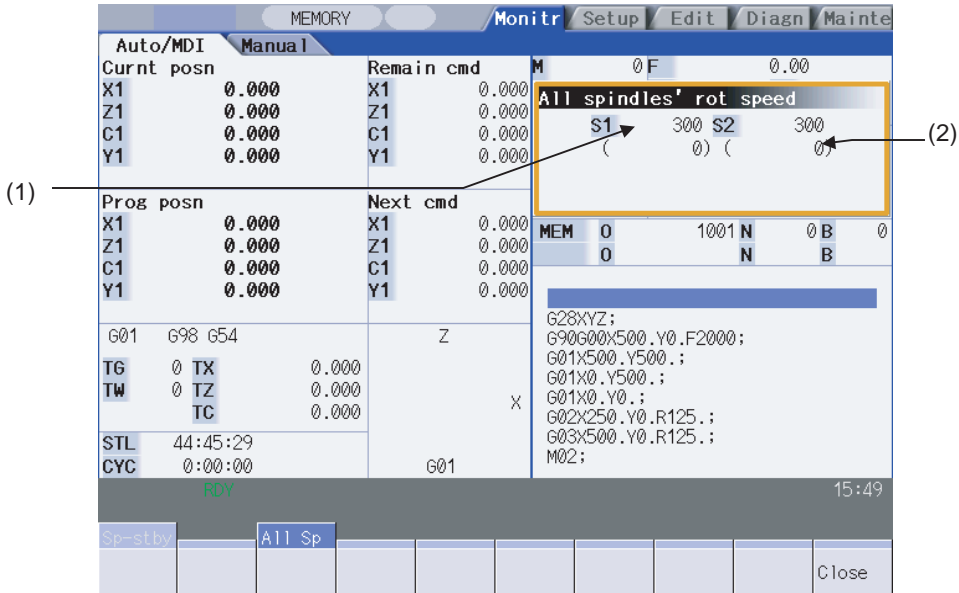 MEMORY
Monitr Setup Edit Diagn Mainte
Auto/MDI Manual
Curnt posn
X1 0.000
Z1 0.000
C1 0.000
Y1 0.000
Remain cmd
X1 0.000
Z1 0.000
C1 0.000
Y1 0.000
M 0 F 0.00
All spindles' rot speed
S1 300 S2 300
( 0) ( 0)
(1)
(2)
Prog posn
X1 0.000
Z1 0.000
C1 0.000
Y1 0.000
Next cmd
X1 0.000
Z1 0.000
C1 0.000
Y1 0.000
MEM O 1001 N 0 B 0
O N B
G28XYZ;
G90G00X500.Y0.F2000;
G01X500.Y500.;
G01X0.Y500.;
G01X0.Y0.;
G02X250.Y0.R125.;
G03X500.Y0.R125.;
M02;
G01 G98 G54
TG 0 TX 0.000
TW 0 TZ 0.000
TC 0.000
Z
X
G01
STL 44:45:29
CYC 0:00:00
RDY
15:49
Sp-stby
All Sp
Close